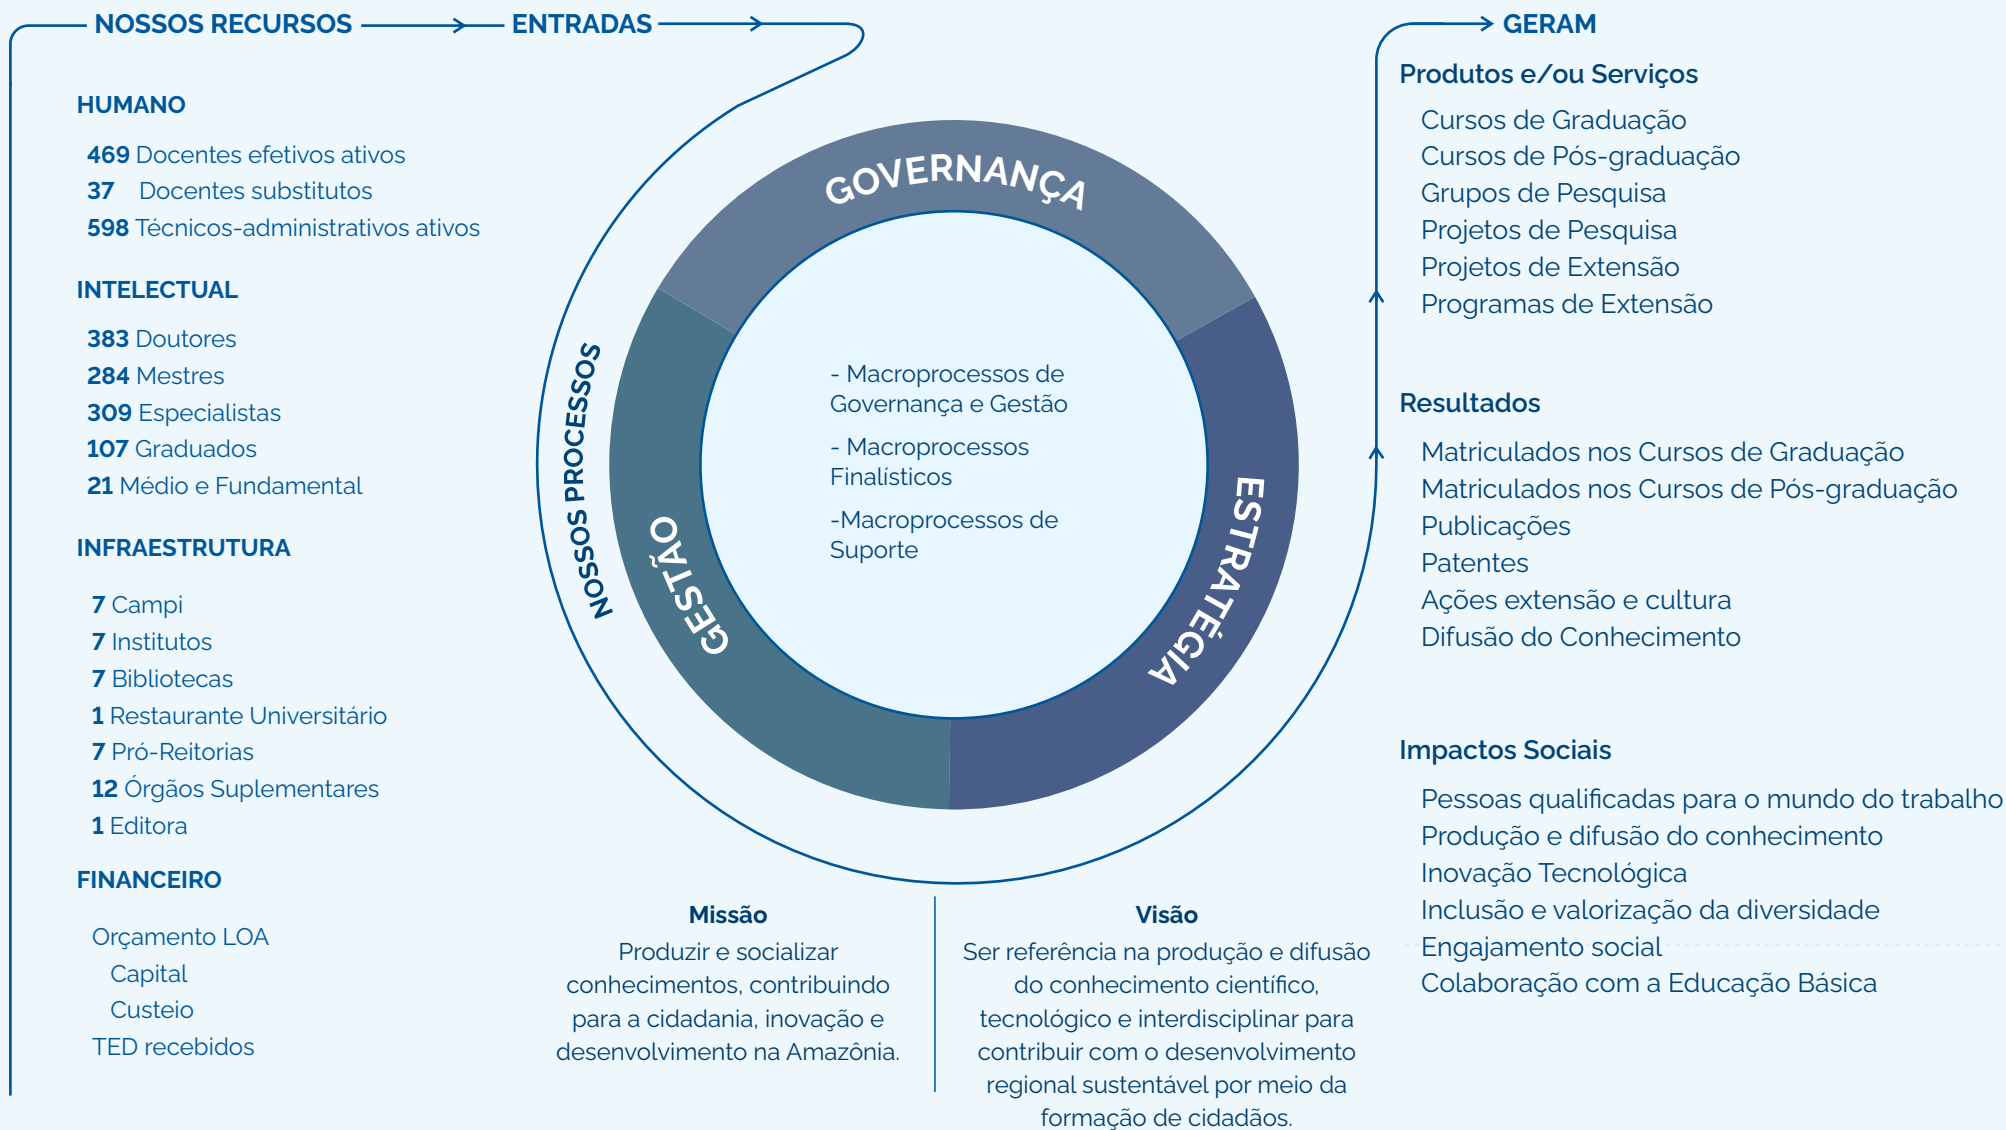 NOSSOS RECURSOS
ENTRADAS
HUMANO
469 Docentes efetivos ativos
37 Docentes substitutos
598 Técnicos-administrativos ativos
INTELECTUAL
383 Doutores
284 Mestres
309 Especialistas
107 Graduados
21 Médio e Fundamental
INFRAESTRUTURA
7 Campi
7 Institutos
7 Bibliotecas
1 Restaurante Universitário
7 Pró-Reitorias
12 Órgãos Suplementares
1 Editora
FINANCEIRO
Orçamento LOA
Capital
Custeio
TED recebidos
NOSSOS PROCESSOS
GOVERNANÇA
GESTÃO
ESTRATÉGIA
- Macroprocessos de
Governança e Gestão
- Macroprocessos
Finalísticos
-Macroprocessos de
Suporte
Missão
Produzir e socializar
conhecimentos, contribuindo
para a cidadania, inovação e
desenvolvimento na Amazônia.
Visão
Ser referência na produção e difusão
do conhecimento científico,
tecnológico e interdisciplinar para
contribuir com o desenvolvimento
regional sustentável por meio da
formação de cidadãos.
GERAM
Produtos e/ou Serviços
Cursos de Graduação
Cursos de Pós-graduação
Grupos de Pesquisa
Projetos de Pesquisa
Projetos de Extensão
Programas de Extensão
Resultados
Matriculados nos Cursos de Graduação
Matriculados nos Cursos de Pós-graduação
Publicações
Patentes
Ações extensão e cultura
Difusão do Conhecimento
Impactos Sociais
Pessoas qualificadas para o mundo do trabalho
Produção e difusão do conhecimento
Inovação Tecnológica
Inclusão e valorização da diversidade
Engajamento social
Colaboração com a Educação Básica